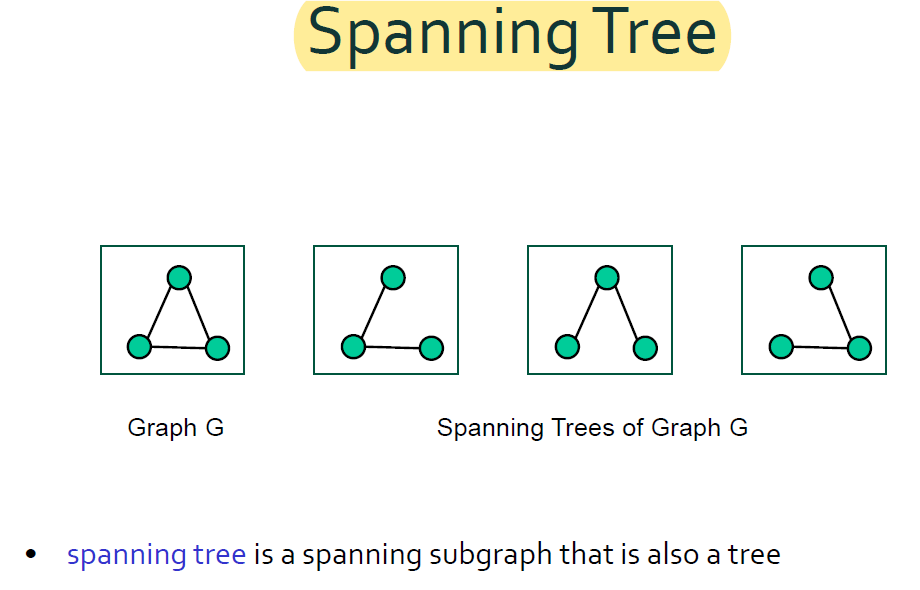 Spanning Tree
Graph G
Spanning Trees of Graph G
• spanning tree is a spanning subgraph that is also a tree